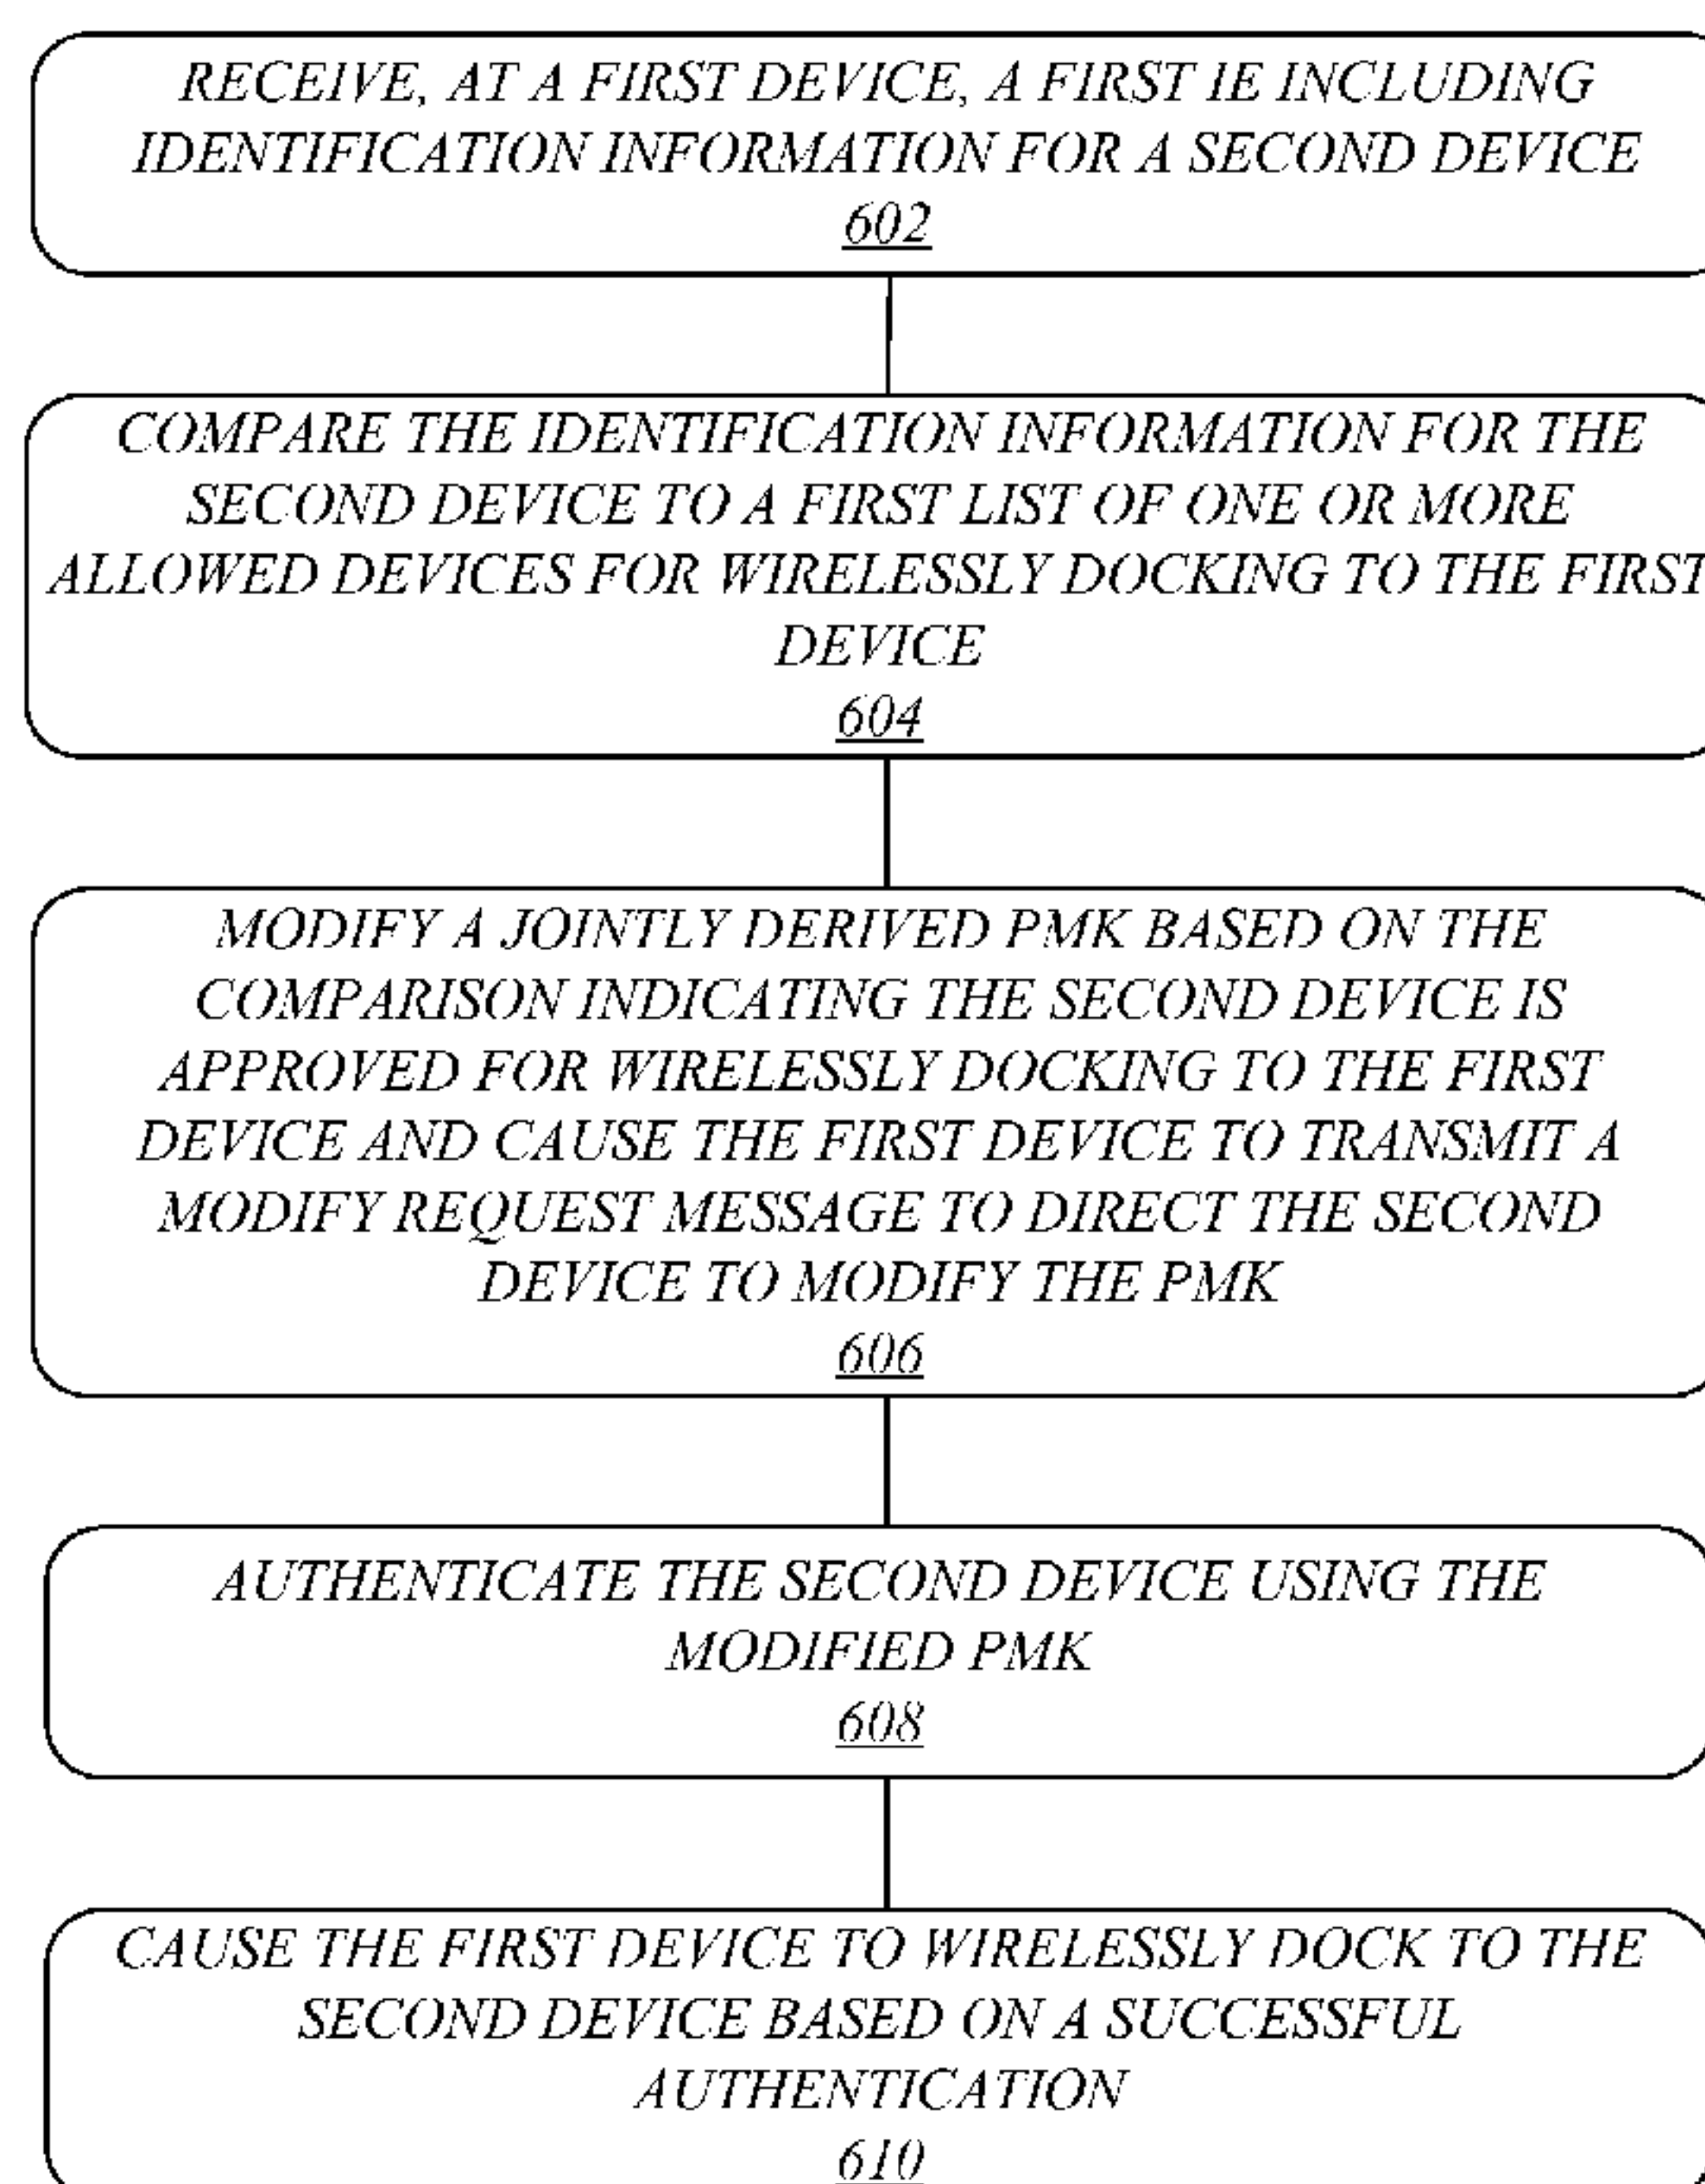 RECEIVE, AT A FIRST DEVICE, A FIRST IE INCLUDING
IDENTIFICATION INFORMATION FOR A SECOND DEVICE
602
COMPARE THE IDENTIFICATION INFORMATION FOR THE
SECOND DEVICE TO A FIRST LIST OF ONE OR MORE
ALLOWED DEVICES FOR WIRELESSLY DOCKING TO THE FIRST
DEVICE
604
MODIFY A JOINTLY DERIVED PMK BASED ON THE
COMPARISON INDICATING THE SECOND DEVICE IS
APPROVED FOR WIRELESSLY DOCKING TO THE FIRST
DEVICE AND CAUSE THE FIRST DEVICE TO TRANSMIT A
MODIFY REQUEST MESSAGE TO DIRECT THE SECOND
DEVICE TO MODIFY THE PMK
606
AUTHENTICATE THE SECOND DEVICE USING THE
MODIFIED PMK
608
CAUSE THE FIRST DEVICE TO WIRELESSLY DOCK TO THE
SECOND DEVICE BASED ON A SUCCESSFUL
AUTHENTICATION
610